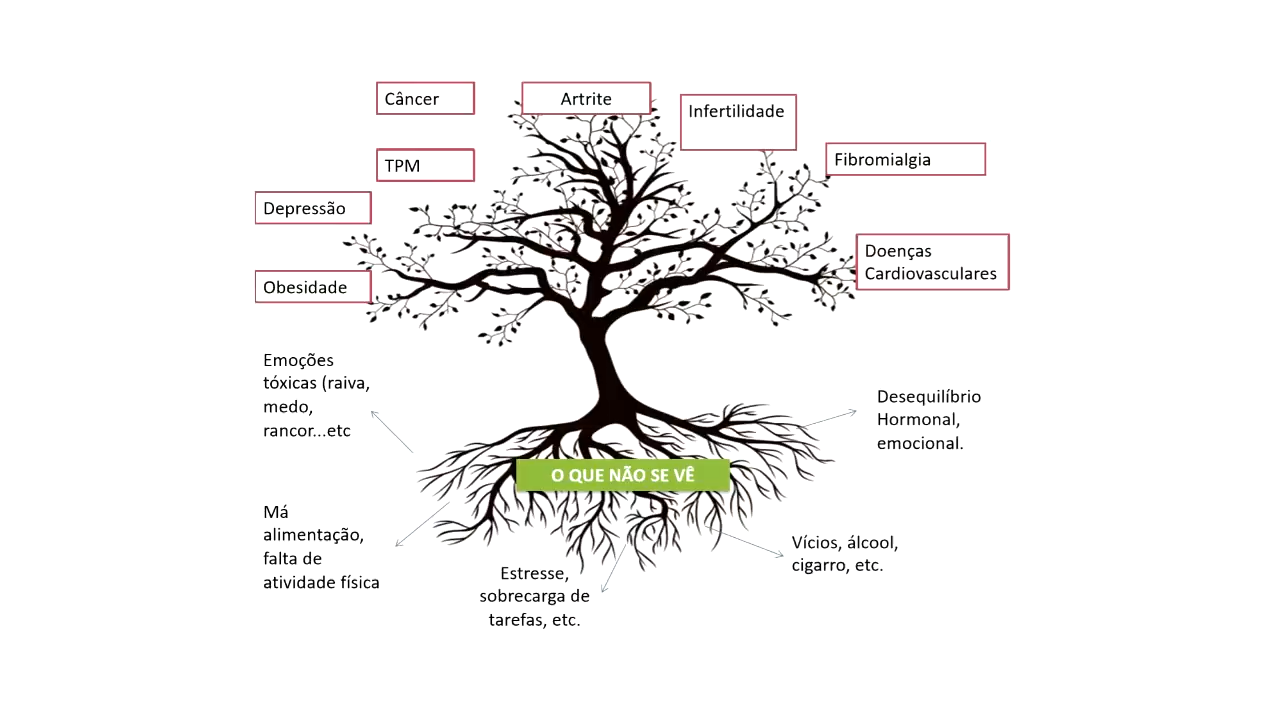 Câncer
Artrite
Infertilidade
TPM
Fibromialgia
Depressão
Doenças
Cardiovasculares
Obesidade
Emoções
tóxicas (raiva,
medo,
rancor...etc
Desequilíbrio
Hormonal,
emocional.
O QUE NÃO SE VÊ
Má
alimentação,
falta de
atividade física
Estresse,
sobrecarga de
tarefas, etc.
Vícios, álcool,
cigarro, etc.